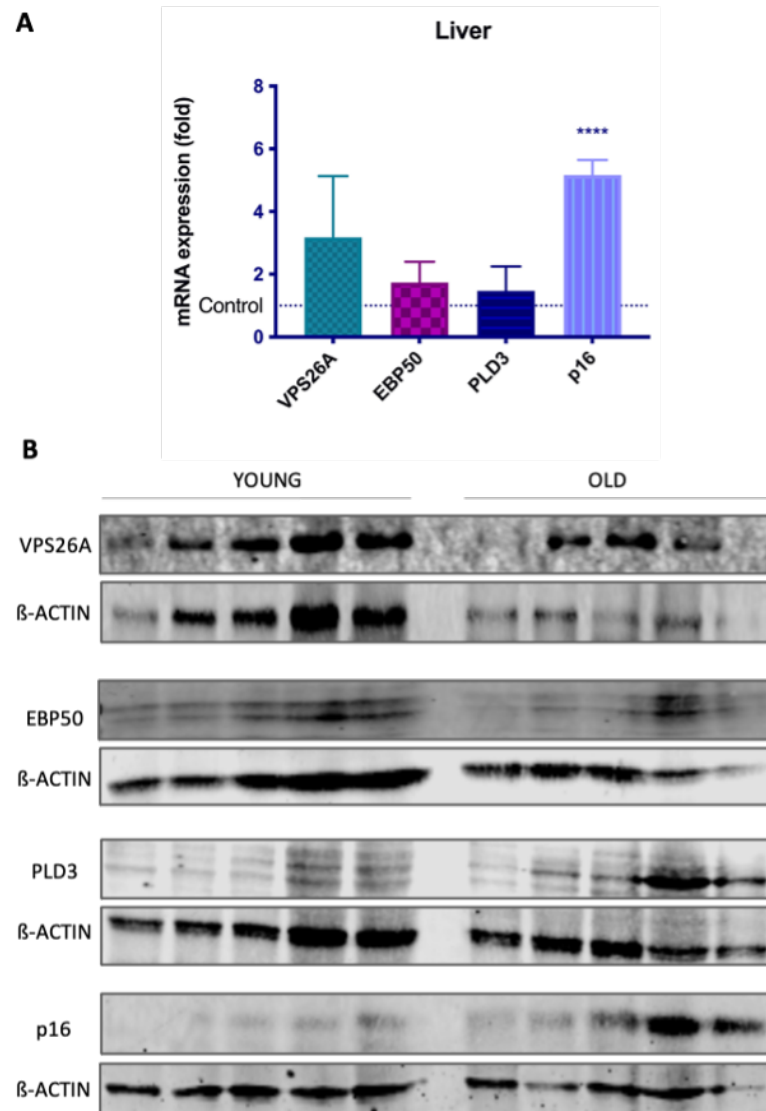 A
Liver
mRNA expression (fold)
8
6
4
2
0
Control
****
VPS26A
EBP50
PLD3
p16
B
YOUNG OLD
VPS26A
ß-ACTIN
EBP50
ß-ACTIN
PLD3
ß-ACTIN
p16
ß-ACTIN